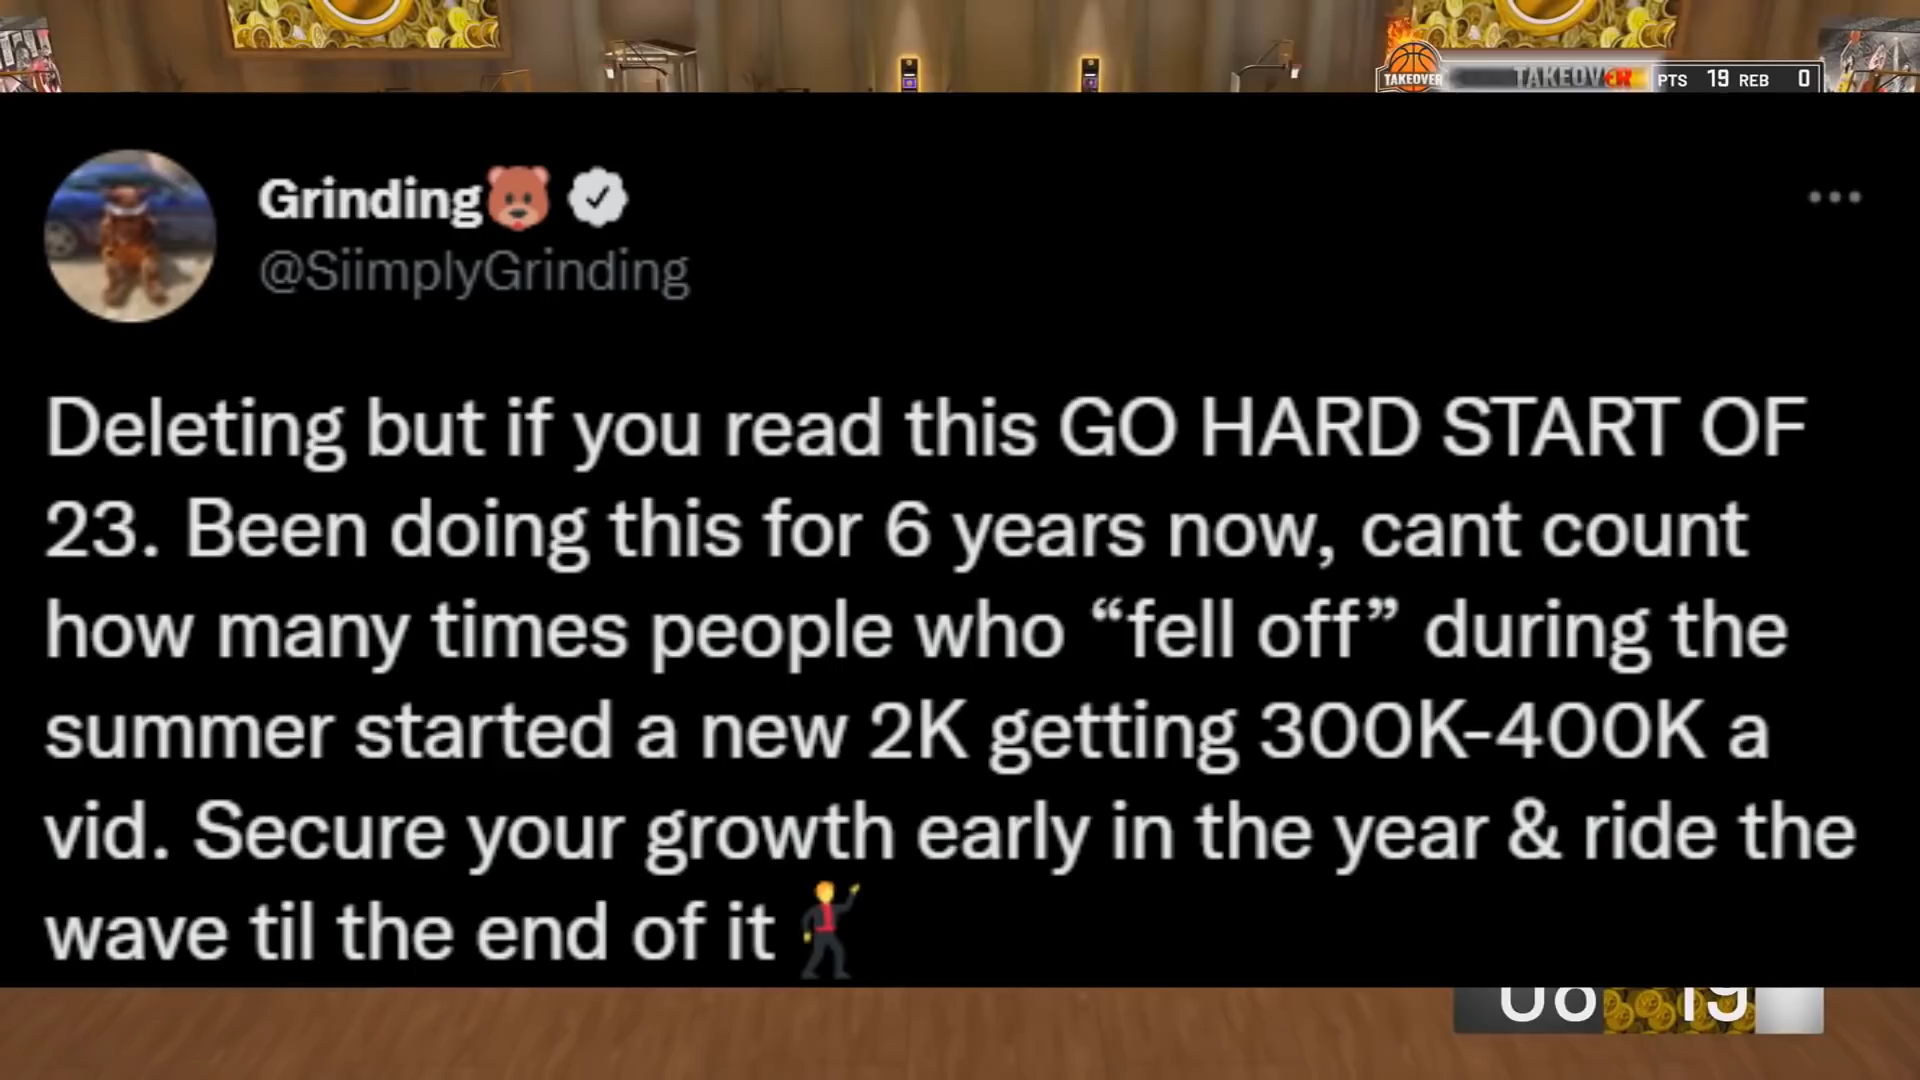 TAKEOVER
TAKEOVER PTS 19 REB 0
Grinding🐻
@SiimplyGrinding
Deleting but if you read this GO HARD START OF
23. Been doing this for 6 years now, cant count
how many times people who “fell off” during the
summer started a new 2K getting 300K-400K a
vid. Secure your growth early in the year & ride the
wave til the end of it🕺
08 19